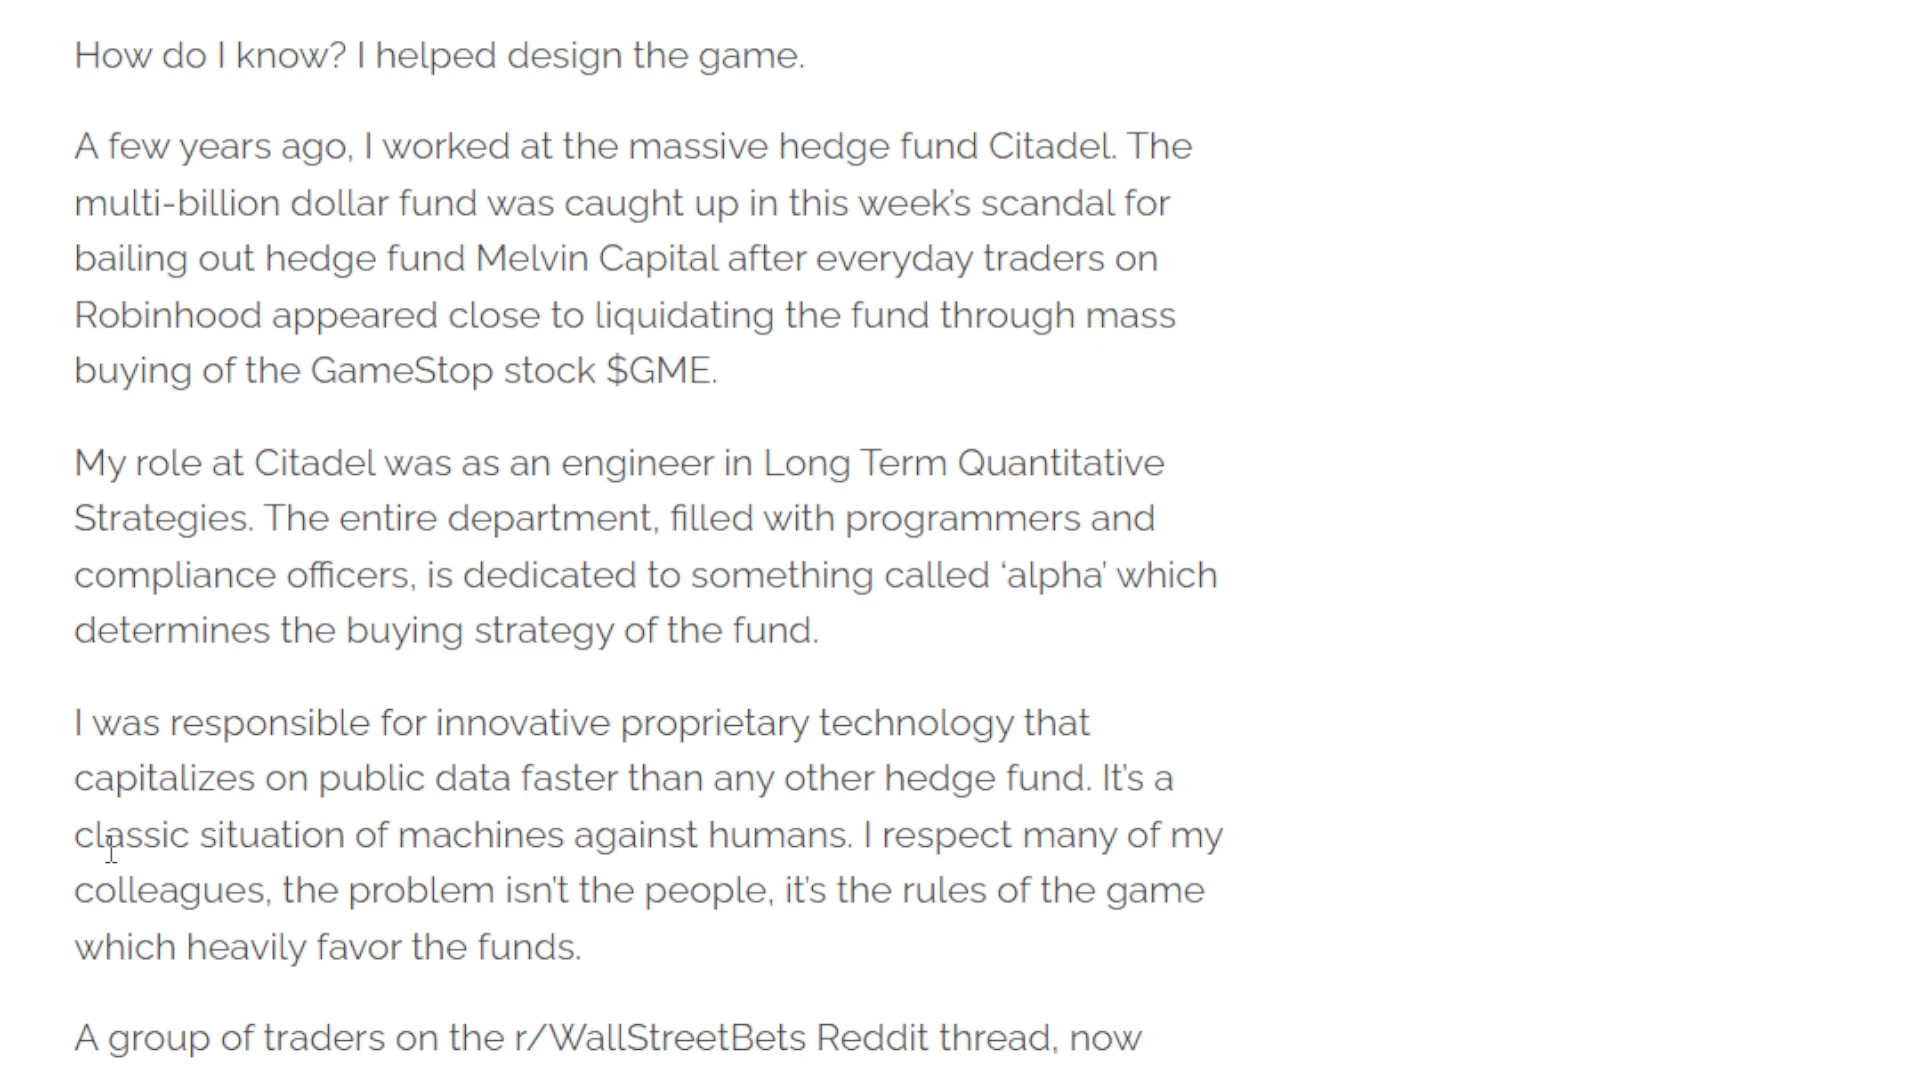 How do I know? I helped design the game.
A few years ago, I worked at the massive hedge fund Citadel. The
multi-billion dollar fund was caught up in this week’s scandal for
bailing out hedge fund Melvin Capital after everyday traders on
Robinhood appeared close to liquidating the fund through mass
buying of the GameStop stock $GME.
My role at Citadel was as an engineer in Long Term Quantitative
Strategies. The entire department, filled with programmers and
compliance officers, is dedicated to something called ‘alpha’ which
determines the buying strategy of the fund.
I was responsible for innovative proprietary technology that
capitalizes on public data faster than any other hedge fund. It’s a
classic situation of machines against humans. I respect many of my
colleagues, the problem isn’t the people, it’s the rules of the game
which heavily favor the funds.
A group of traders on the r/WallStreetBets Reddit thread, now